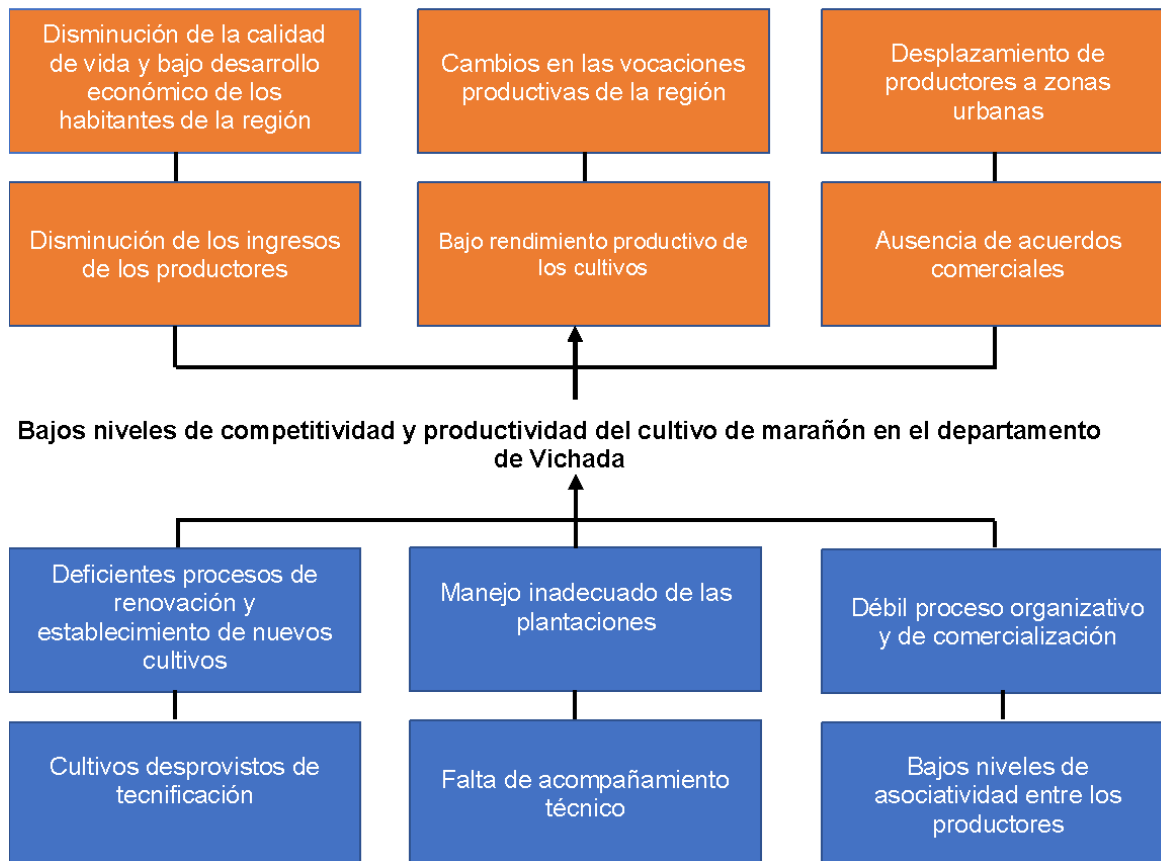 Disminución de la calidad
de vida y bajo desarrollo
económico de los
habitantes de la región
Cambios en las vocaciones
productivas de la región
Desplazamiento de
productores a zonas
urbanas
Disminución de los ingresos
de los productores
Bajo rendimiento productivo de
los cultivos
Ausencia de acuerdos
comerciales
Bajos niveles de competitividad y productividad del cultivo de marañón en el departamento
de Vichada
Deficientes procesos de
renovación y
establecimiento de nuevos
cultivos
Manejo inadecuado de las
plantaciones
Débil proceso organizativo
y de comercialización
Cultivos desprovistos de
tecnificación
Falta de acompañamiento
técnico
Bajos niveles de
asociatividad entre los
productores